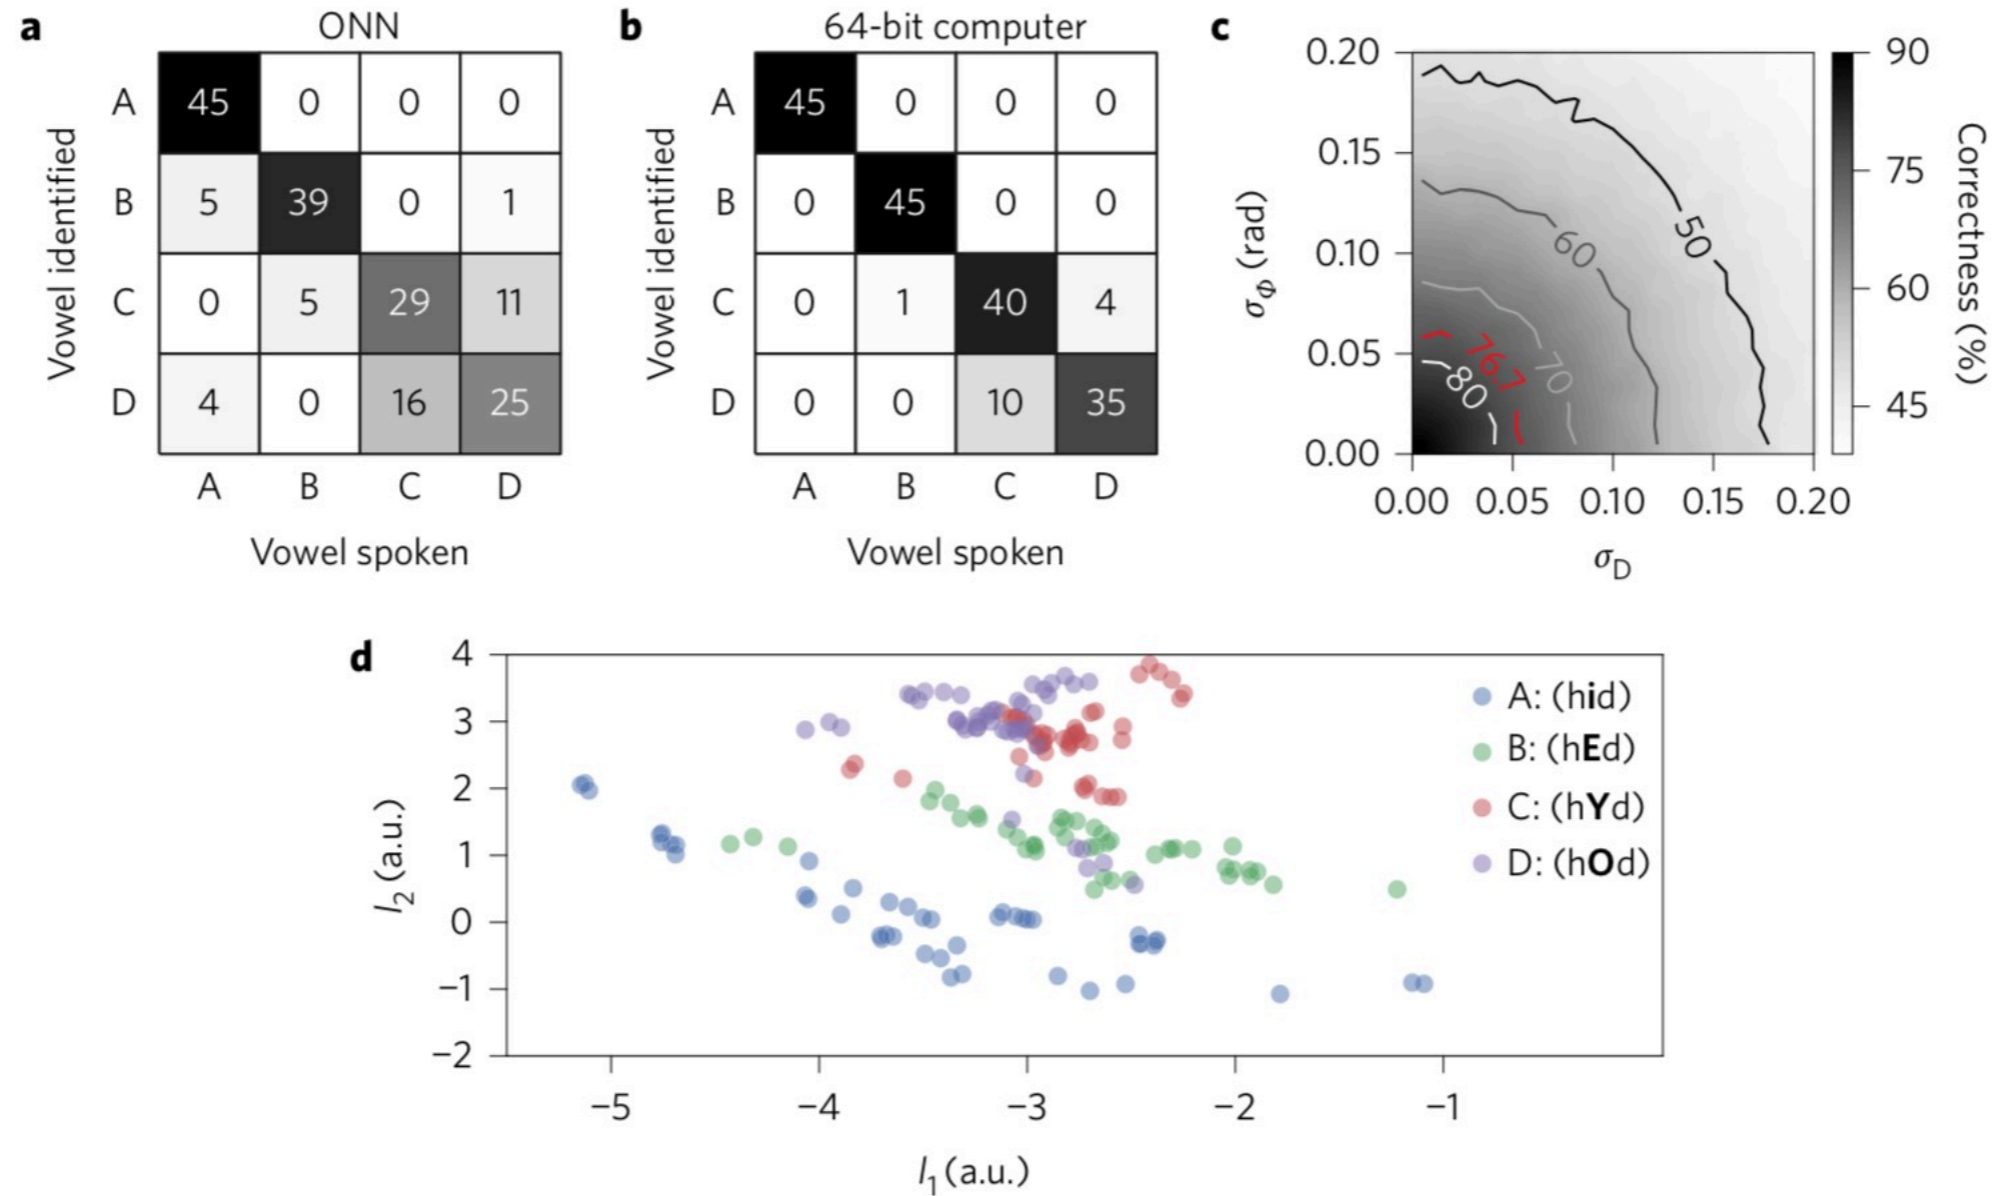 a
ONN
Vowel identified
A 45 0 0 0
B 5 39 0 1
C 0 5 29 11
D 4 0 16 25
A B C D
Vowel spoken
b
64-bit computer
Vowel identified
A 45 0 0 0
B 0 45 0 0
C 0 1 40 4
D 0 0 10 35
A B C D
Vowel spoken
c
σΦ (rad)
0.20
0.15
0.10
0.05
0.00
50
60
70
76.7
80
0.00 0.05 0.10 0.15 0.20
σD
90
75
60
45
Correctness (%)
d
l2 (a.u.)
4
3
2
1
0
−1
−2
A: (hid)
B: (hEd)
C: (hYd)
D: (hOd)
−5 −4 −3 −2 −1
l1 (a.u.)